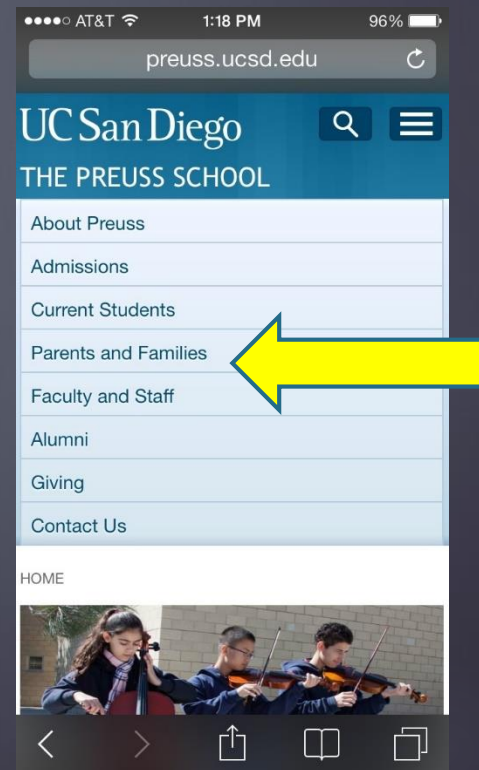 ●●●●○ AT&T 1:18 PM 96%
preuss.ucsd.edu
UC San Diego
THE PREUSS SCHOOL
About Preuss
Admissions
Current Students
Parents and Families
Faculty and Staff
Alumni
Giving
Contact Us
HOME